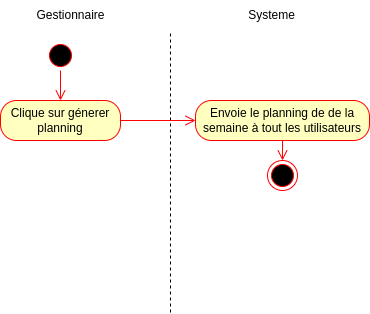 Gestionnaire
Systeme
Clique sur génerer
planning
Envoie le planning de de la
semaine à tout les utilisateurs